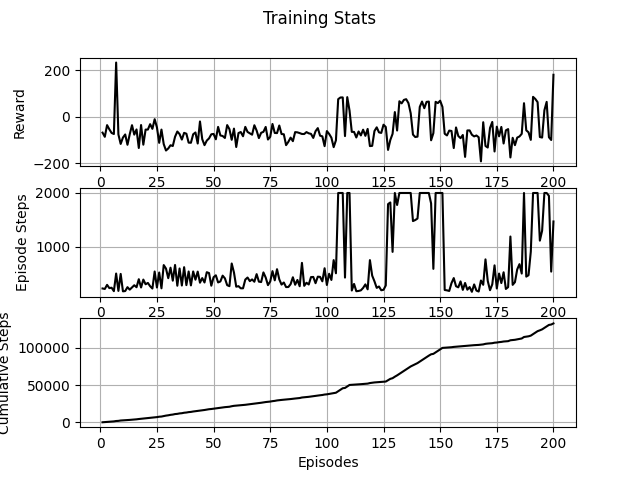 Training Stats
Reward
200
0
−200
0 25 50 75 100 125 150 175 200
Episode Steps
2000
1000
0 25 50 75 100 125 150 175 200
Cumulative Steps
100000
50000
0
0 25 50 75 100 125 150 175 200
Episodes